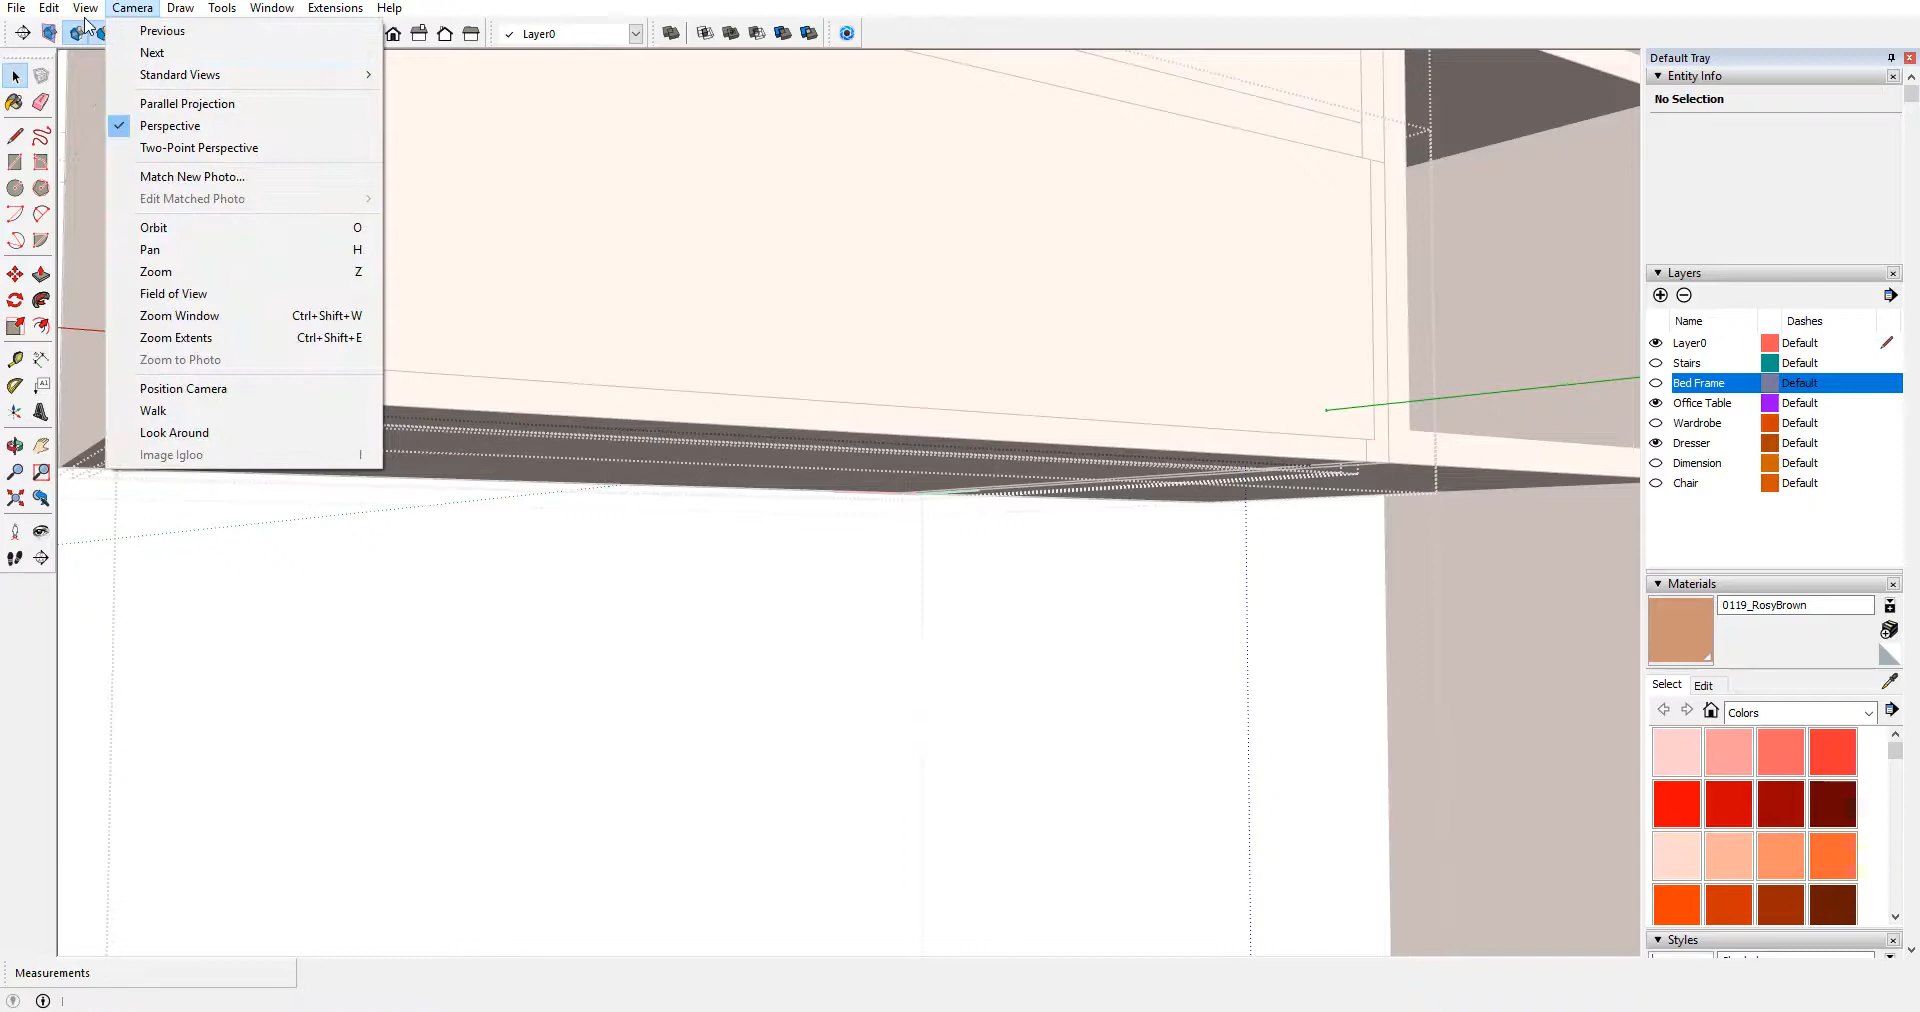 File Edit View Camera Draw Tools Window Extensions Help
Layer0
Previous
Next
Standard Views
Parallel Projection
Perspective
Two-Point Perspective
Match New Photo...
Edit Matched Photo
Orbit O
Pan H
Zoom Z
Field of View
Zoom Window Ctrl+Shift+W
Zoom Extents Ctrl+Shift+E
Zoom to Photo
Position Camera
Walk
Look Around
Image Igloo I
Default Tray
Entity Info
No Selection
Layers
Name Dashes
Layer0 Default
Stairs Default
Bed Frame Default
Office Table Default
Wardrobe Default
Dresser Default
Dimension Default
Chair Default
Materials
0119_RosyBrown
Select Edit
Colors
Styles
Measurements